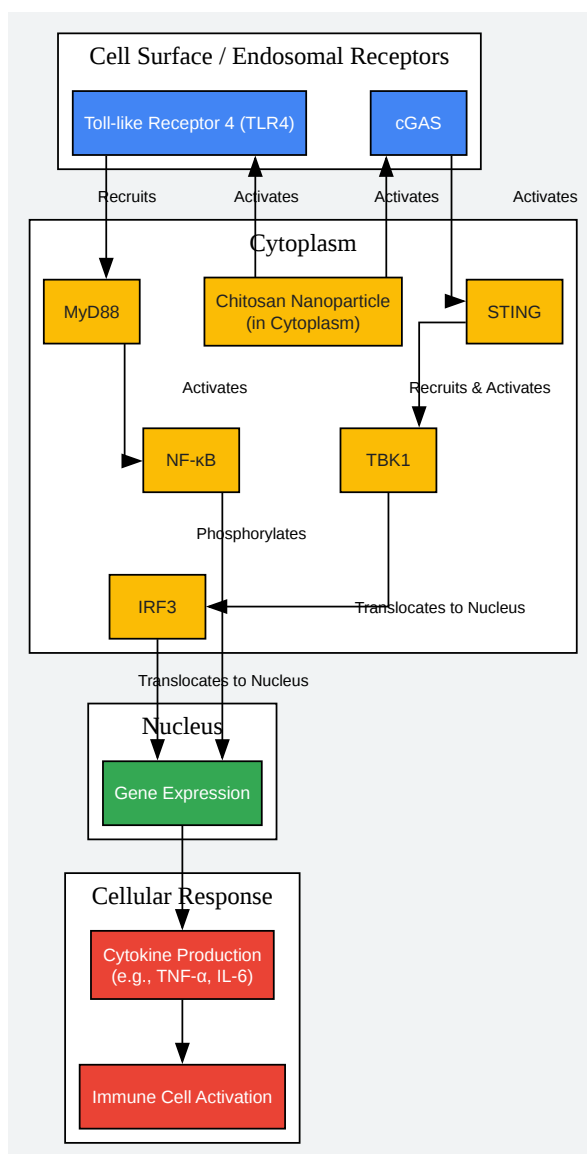 Cell Surface / Endosomal Receptors
Toll-like Receptor 4 (TLR4)
cGAS
Recruits
Activates
Activates
Activates
Cytoplasm
MyD88
Chitosan Nanoparticle
(in Cytoplasm)
STING
Activates
Recruits & Activates
NF-κB
TBK1
Phosphorylates
IRF3
Translocates to Nucleus
Translocates to Nucleus
Nucleus
Gene Expression
Cellular Response
Cytokine Production
(e.g., TNF-α, IL-6)
Immune Cell Activation